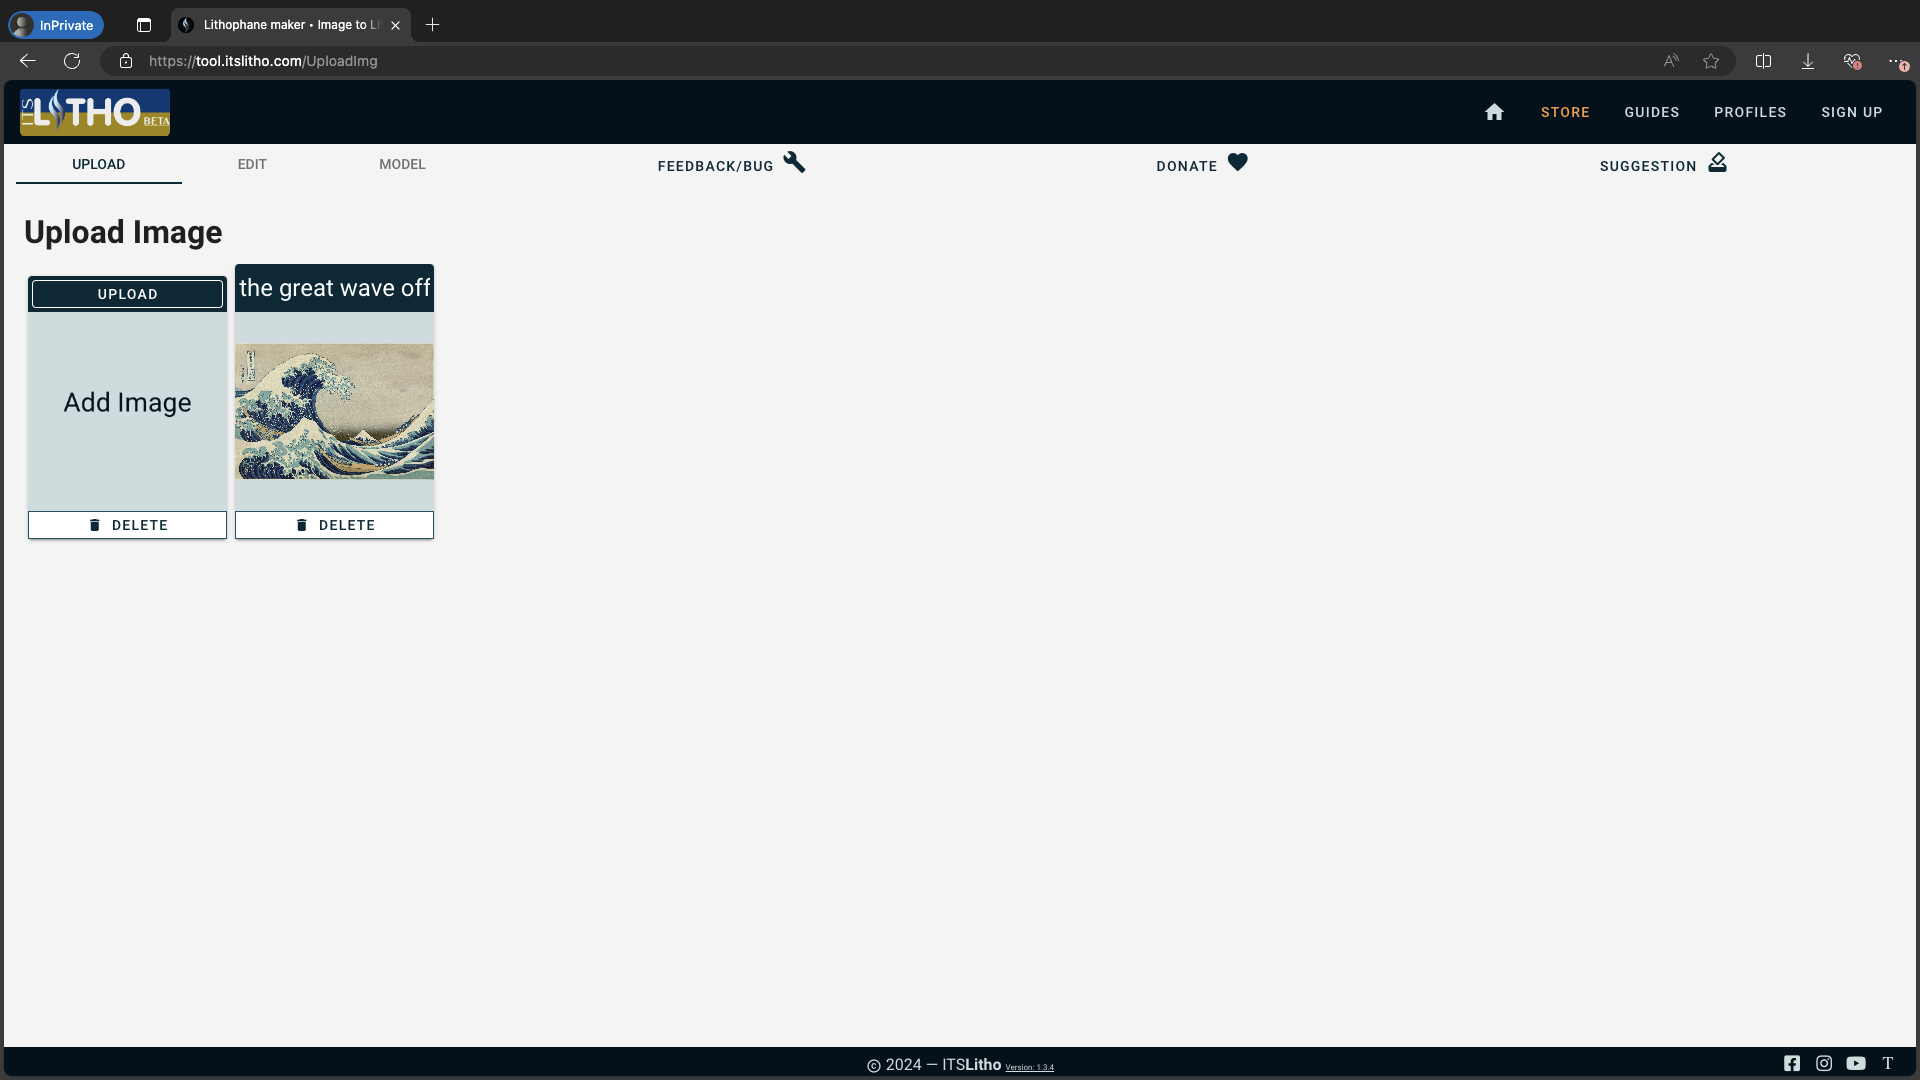 InPrivate
Lithophane maker • Image to Li
https://tool.itslitho.com/UploadImg
ITS LITHO BETA
STORE
GUIDES
PROFILES
SIGN UP
UPLOAD
EDIT
MODEL
FEEDBACK/BUG
DONATE
SUGGESTION
Upload Image
UPLOAD
the great wave off
Add Image
DELETE
DELETE
© 2024 — ITSLitho Version: 1.3.4